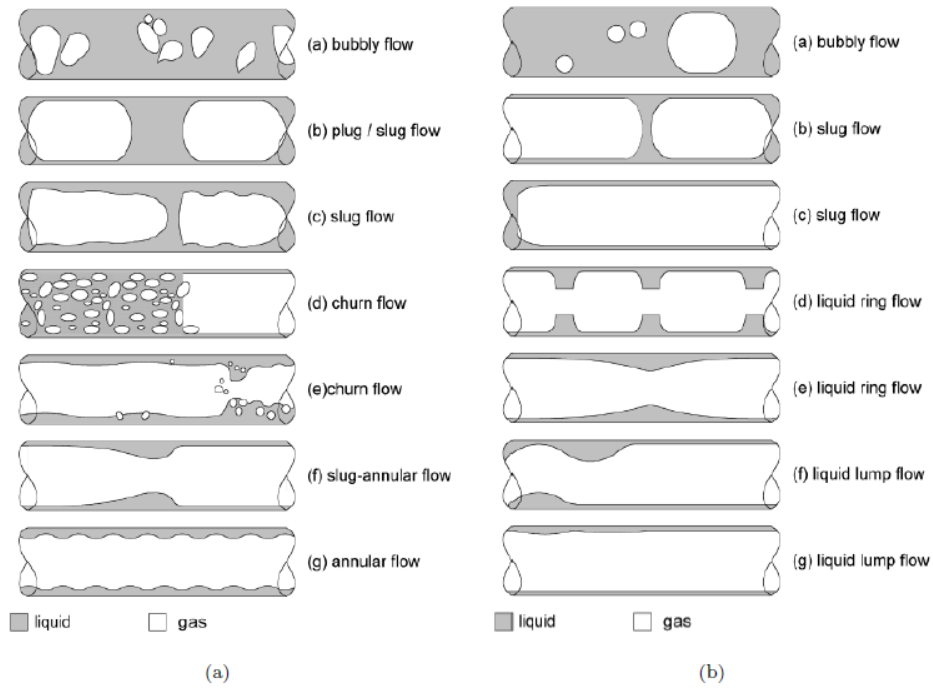 (a) bubbly flow
(b) plug / slug flow
(c) slug flow
(d) churn flow
(e)churn flow
(f) slug-annular flow
(g) annular flow
liquid
gas
(a)
(a) bubbly flow
(b) slug flow
(c) slug flow
(d) liquid ring flow
(e) liquid ring flow
(f) liquid lump flow
(g) liquid lump flow
liquid
gas
(b)